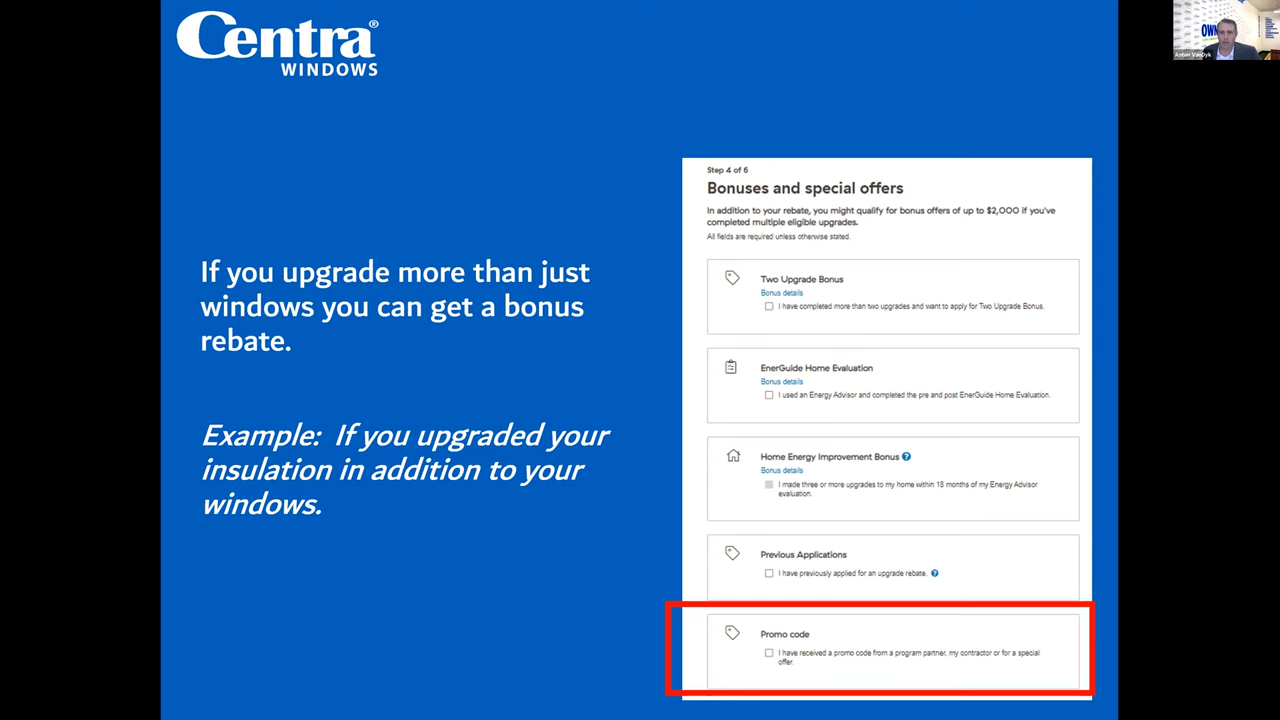 Centra®
WINDOWS
OWN
Anton VanDyk
If you upgrade more than just
windows you can get a bonus
rebate.
Example: If you upgraded your
insulation in addition to your
windows.
Step 4 of 6
Bonuses and special offers
In addition to your rebate, you might qualify for bonus offers of up to $2,000 if you've
completed multiple eligible upgrades.
All fields are required unless otherwise stated.
Two Upgrade Bonus
Bonus details
I have completed more than two upgrades and want to apply for Two Upgrade Bonus.
EnerGuide Home Evaluation
Bonus details
I used an Energy Advisor and completed the pre and post EnerGuide Home Evaluation.
Home Energy Improvement Bonus ?
Bonus details
I made three or more upgrades to my home within 18 months of my Energy Advisor
evaluation.
Previous Applications
I have previously applied for an upgrade rebate. ?
Promo code
I have received a promo code from a program partner, my contractor or for a special
offer.